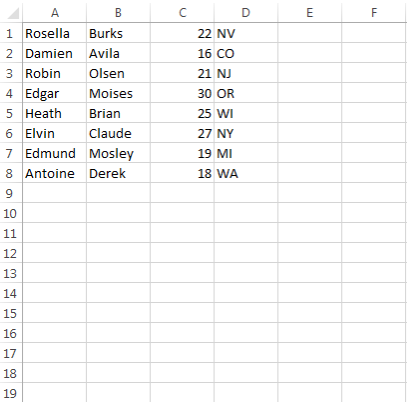 A B C D E F
1 Rosella Burks 22 NV
2 Damien Avila 16 CO
3 Robin Olsen 21 NJ
4 Edgar Moises 30 OR
5 Heath Brian 25 WI
6 Elvin Claude 27 NY
7 Edmund Mosley 19 MI
8 Antoine Derek 18 WA
9
10
11
12
13
14
15
16
17
18
19